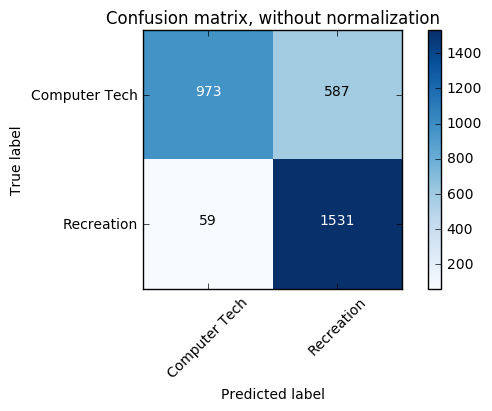 Confusion matrix, without normalization
True label
Computer Tech
973
587
Recreation
59
1531
Computer Tech
Recreation
Predicted label
1400
1200
1000
800
600
400
200